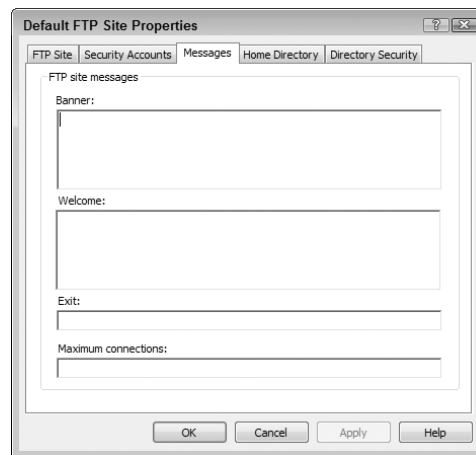 Default FTP Site Properties
FTP Site Security Accounts Messages Home Directory Directory Security
FTP site messages
Banner:
Welcome:
Exit:
Maximum connections:
OK Cancel Apply Help